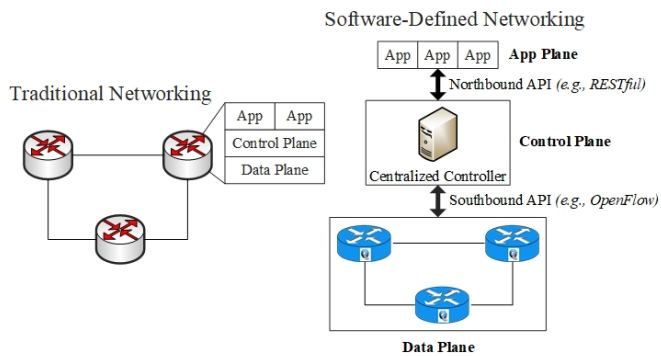 Software-Defined Networking
App App App App Plane
Northbound API (e.g., RESTful)
Traditional Networking
App App
Control Plane
Data Plane
Control Plane
Centralized Controller
Southbound API (e.g., OpenFlow)
Data Plane